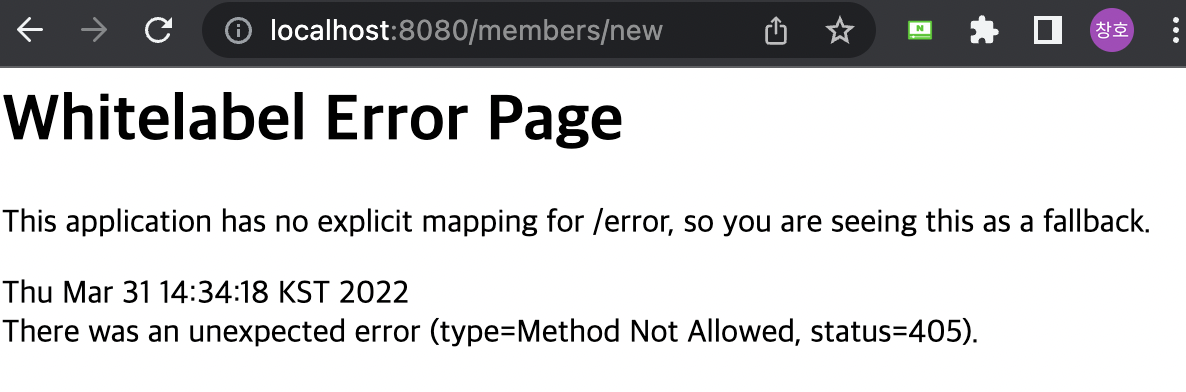 localhost:8080/members/new
N
창호
Whitelabel Error Page
This application has no explicit mapping for /error, so you are seeing this as a fallback.
Thu Mar 31 14:34:18 KST 2022
There was an unexpected error (type=Method Not Allowed, status=405).